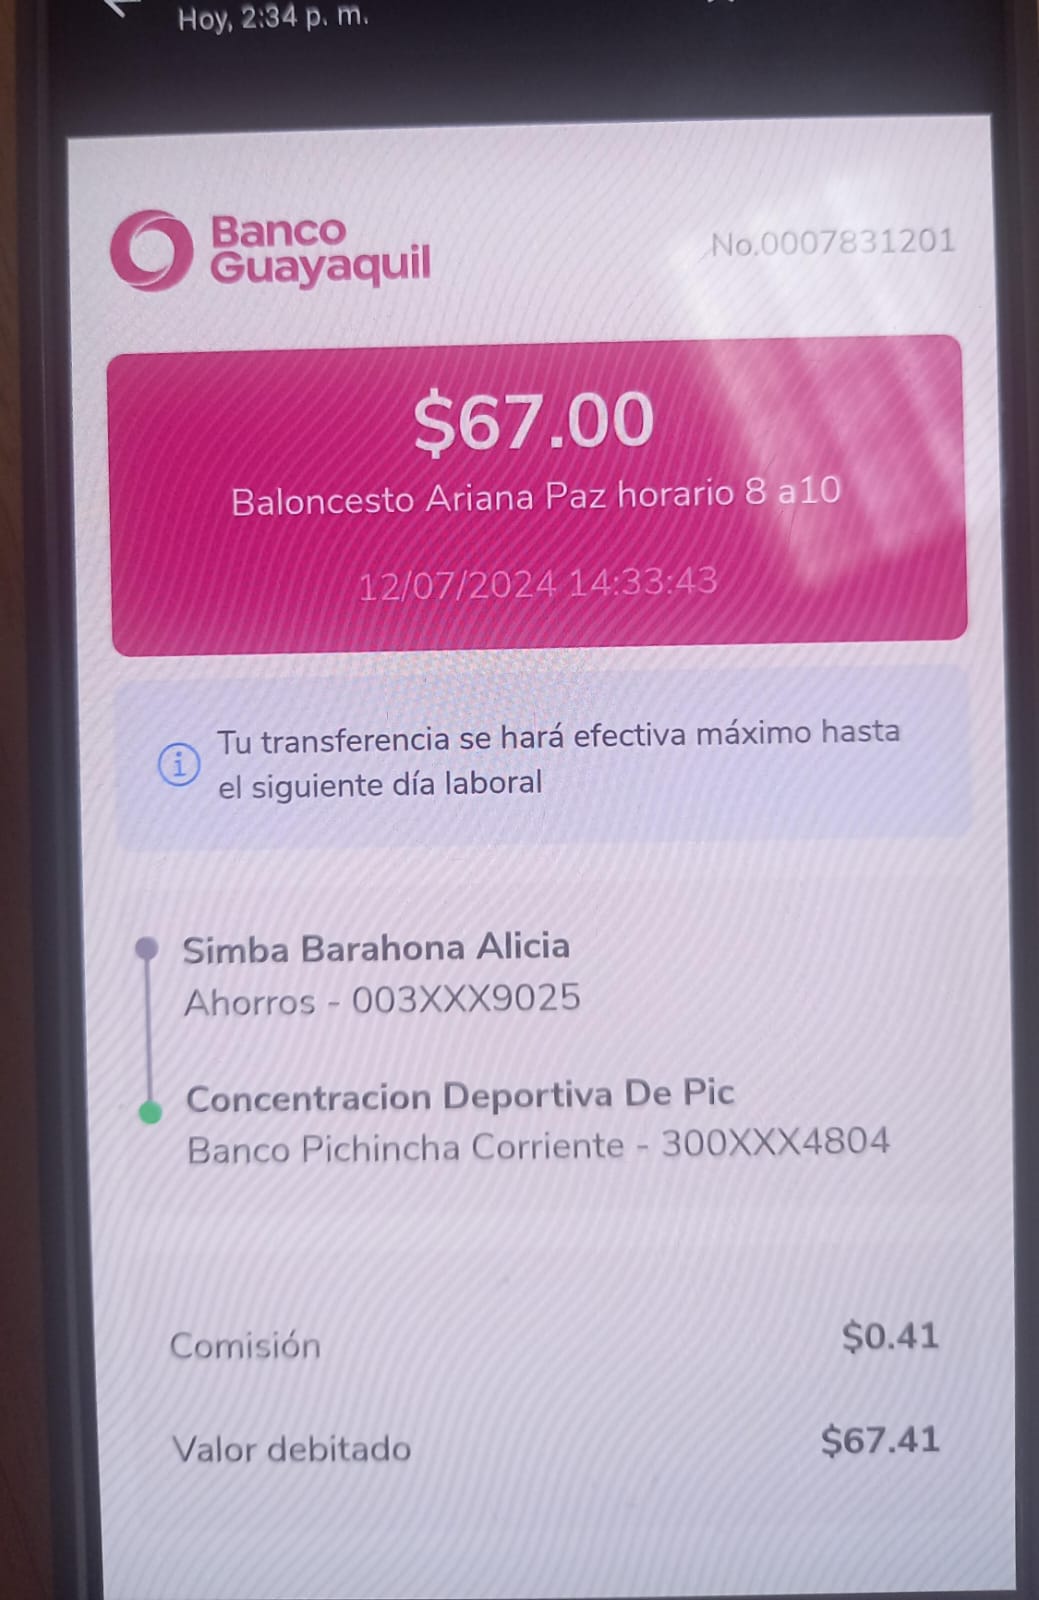 Hoy, 2:34 p. m.
Banco
Guayaquil
No.0007831201
$67.00
Baloncesto Ariana Paz horario 8 a10
12/07/2024 14:33:43
Tu transferencia se hará efectiva máximo hasta
el siguiente día laboral
Simba Barahona Alicia
Ahorros - 003XXX9025
Concentracion Deportiva De Pic
Banco Pichincha Corriente - 300XXX4804
Comisión $0.41
Valor debitado $67.41